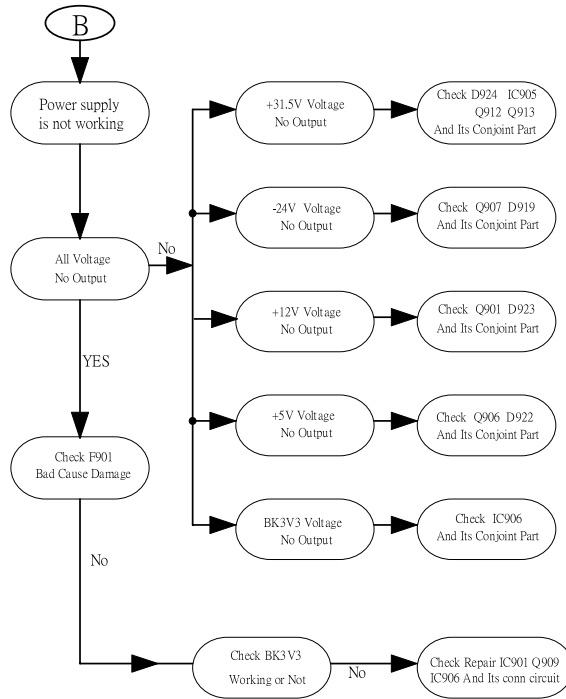 B
Power supply
is not working
All Voltage
No Output
No
YES
Check F901
Bad Cause Damage
No
+31.5V Voltage
No Output
Check D924 IC905
Q912 Q913
And Its Conjoint Part
-24V Voltage
No Output
Check Q907 D919
And Its Conjoint Part
+12V Voltage
No Output
Check Q901 D923
And Its Conjoint Part
+5V Voltage
No Output
Check Q906 D922
And Its Conjoint Part
BK3V3 Voltage
No Output
Check IC906
And Its Conjoint Part
Check BK3V3
Working or Not
No
Check Repair IC901 Q909
IC906 And Its conn circuit